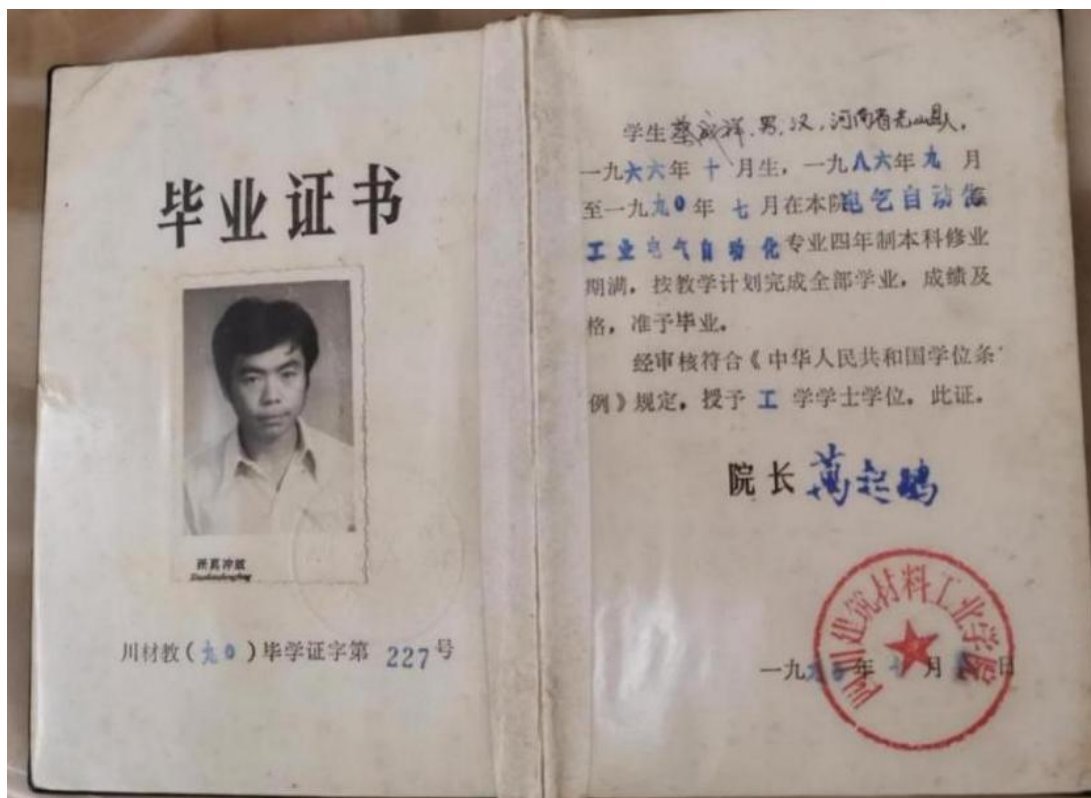 毕业证书
川材教(九〇)毕学证字第 227号
学生蔡成祥,男,汉,河南省光山县人,
一九六六年 十 月生,一九八六年九 月
至一九九〇年 七 月在本院电气自动化
工业电气自动化专业四年制本科修业
期满,按教学计划完成全部学业,成绩及
格,准予毕业。
经审核符合《中华人民共和国学位条
例》规定,授予 工 学学士学位。此证。
院长
四川建筑材料工业学院
一九九〇年 七 月 日